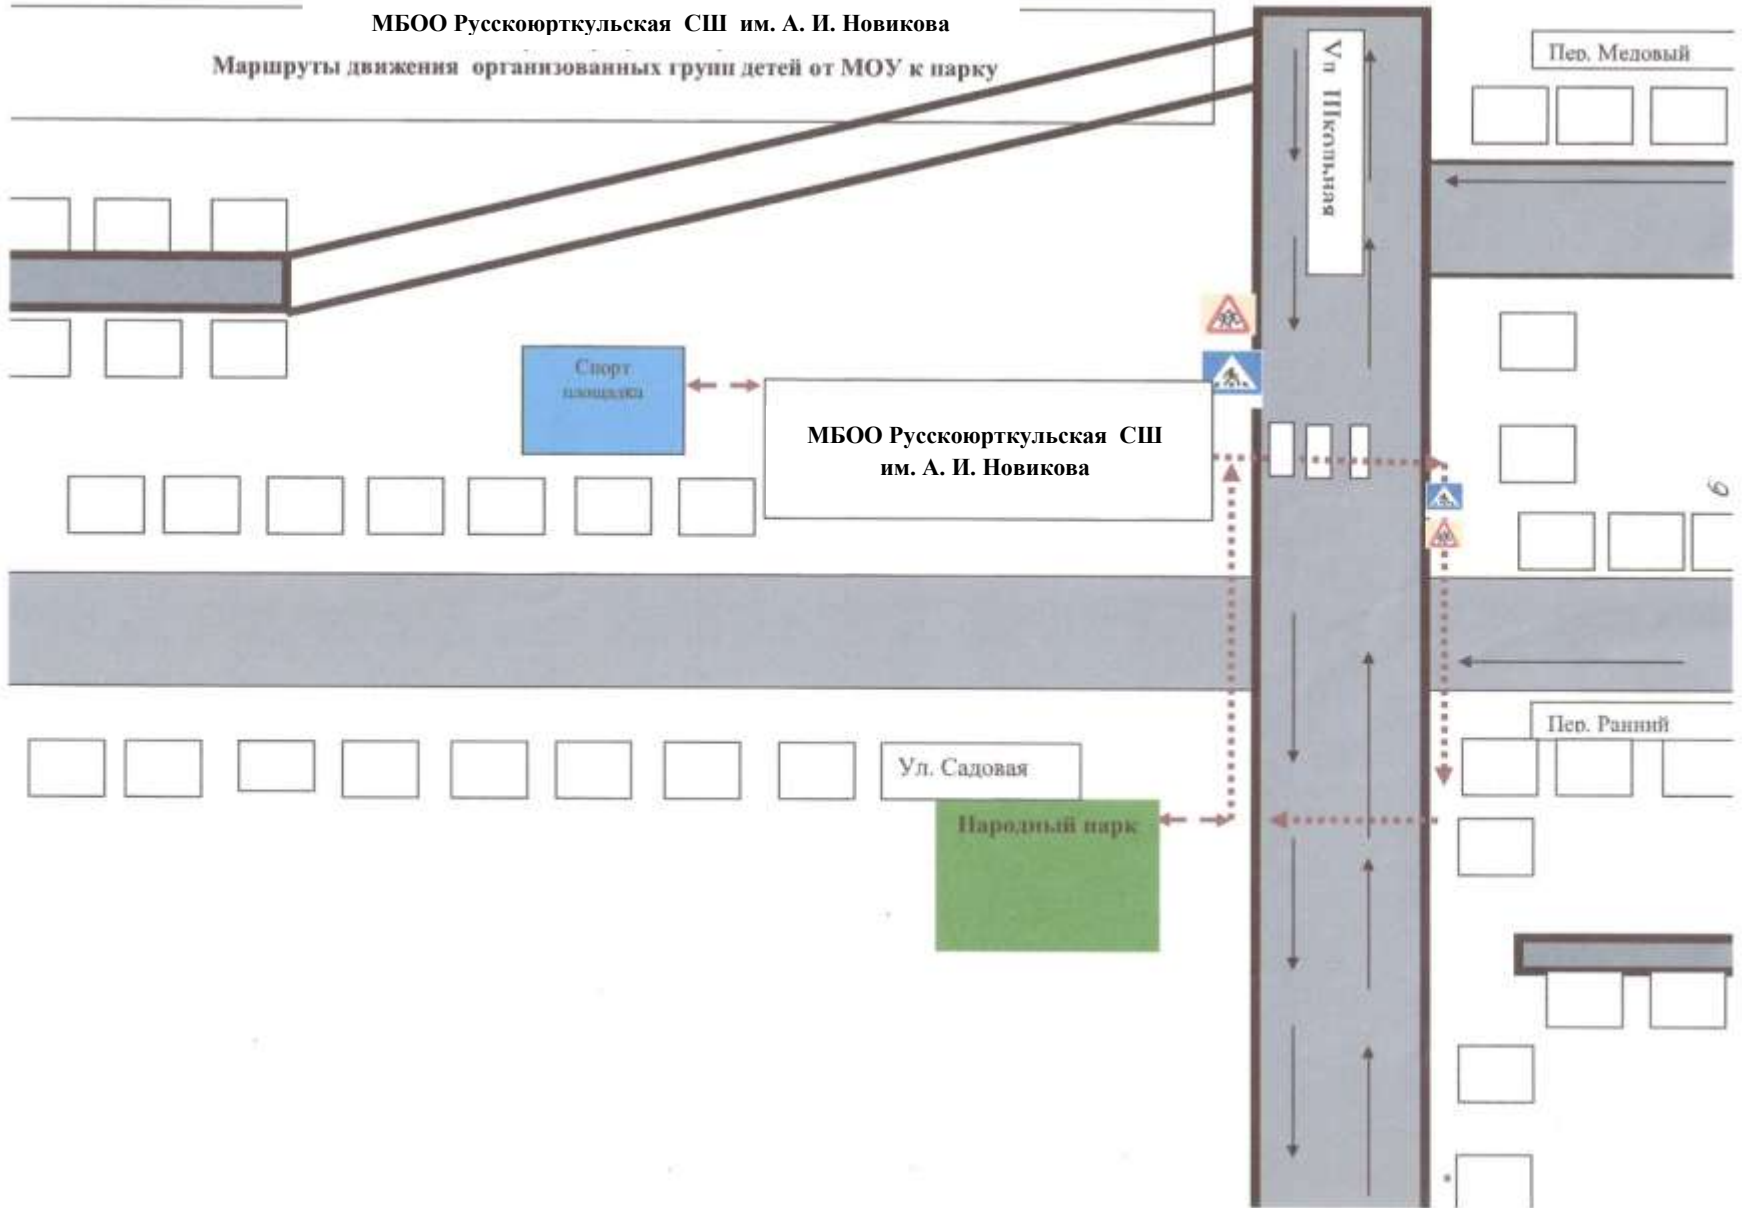 МБОО Русскоюрткульская СШ им. А. И. Новикова
Маршруты движения организованных групп детей от МОУ к парку
Ул Школьная
Пер. Медовый
Спорт
площадка
МБОО Русскоюрткульская СШ
им. А. И. Новикова
6
Пер. Ранний
Ул. Садовая
Народный парк